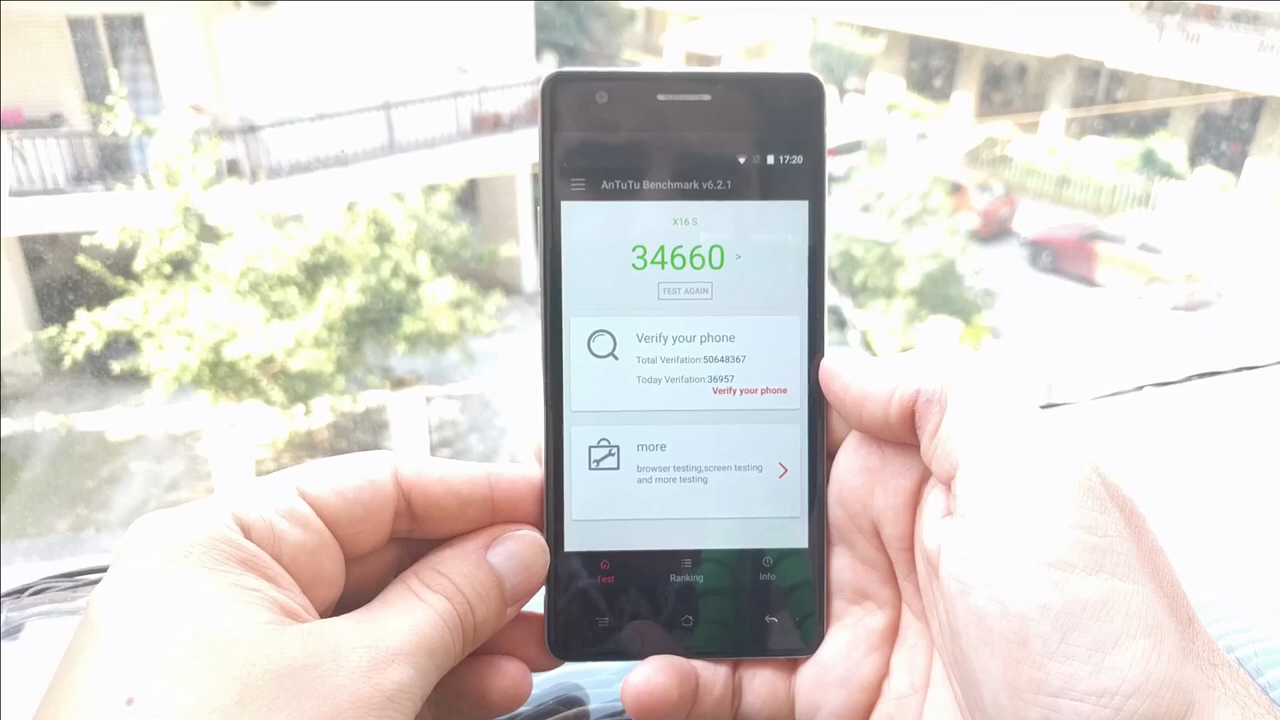 17:20
AnTuTu Benchmark v6.2.1
X16 S
34660 >
TEST AGAIN
Verify your phone
Total Verifation:50648367
Today Verifation:36957
Verify your phone
more
browser testing,screen testing
and more testing
Test
Ranking
Info